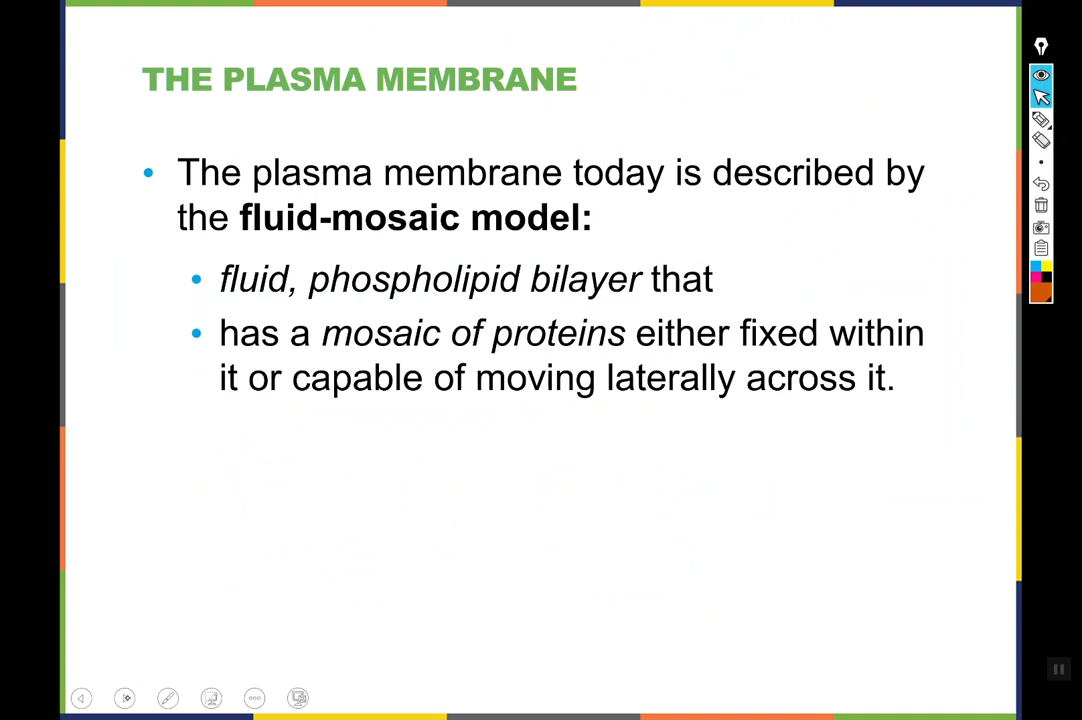 THE PLASMA MEMBRANE
• The plasma membrane today is described by
the fluid-mosaic model:
• fluid, phospholipid bilayer that
• has a mosaic of proteins either fixed within
it or capable of moving laterally across it.